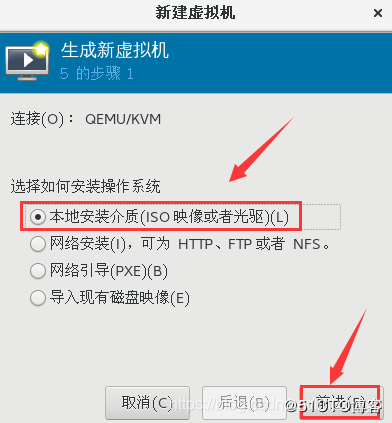 新建虚拟机
生成新虚拟机
5 的步骤 1
连接(O)： QEMU/KVM
选择如何安装操作系统
本地安装介质(ISO 映像或者光驱)(L)
网络安装(I)，可为 HTTP、FTP 或者 NFS。
网络引导(PXE)(B)
导入现有磁盘映像(E)
取消(C) 后退(B) 前进(F)
@51CTO博客